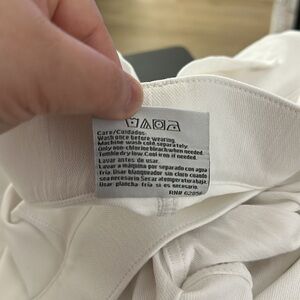 Care/Cuidados:
Wash once before wearing.
Machine wash cold,separately.
Only non-chlorine bleach when needed.
Tumble dry low.Cool iron if needed.
Lavar antes de usar.
Lavar a máquina por separado con agua
fría. Usar blanqueador sin cloro cuando
sea necesario Secar a temperatura baja.
Usar plancha fría si es necesario.
RN# 62856